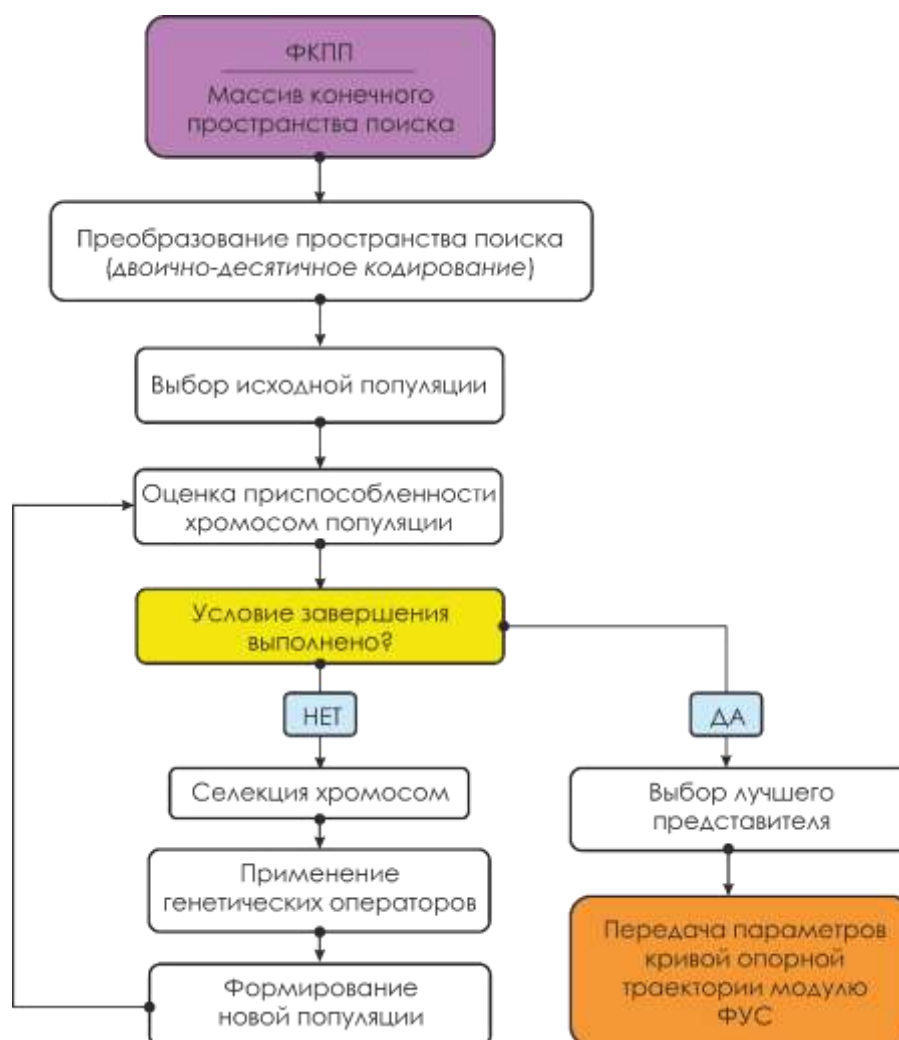 ФКПП
Массив конечного
пространства поиска
Преобразование пространства поиска
(двоично-десятичное кодирование)
Выбор исходной популяции
Оценка приспособленности
хромосом популяции
Условие завершения
выполнено?
НЕТ
ДА
Селекция хромосом
Применение
генетических операторов
Формирование
новой популяции
Выбор лучшего
представителя
Передача параметров
кривой опорной
траектории модулю
ФУС